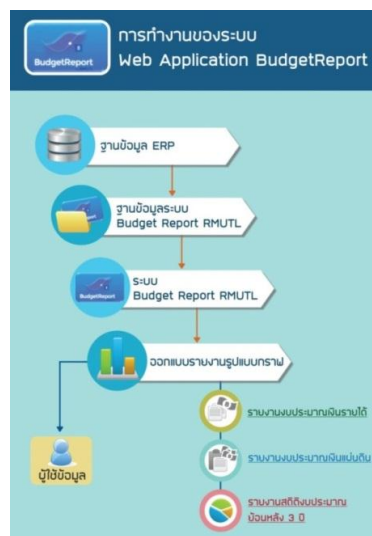 การทำงานของระบบ
Web Application BudgetReport
BudgetReport
ฐานข้อมูล ERP
ฐานข้อมูลระบบ
Budget Report RMUTL
ระบบ
Budget Report RMUTL
BudgetReport
ออกแบบรายงานรูปแบบกราฟ
รายงานงบประมาณเงินรายได้
ผู้ใช้ข้อมูล
รายงานงบประมาณเงินแผ่นดิน
รายงานสถิติงบประมาณ
ย้อนหลัง 3 ปี